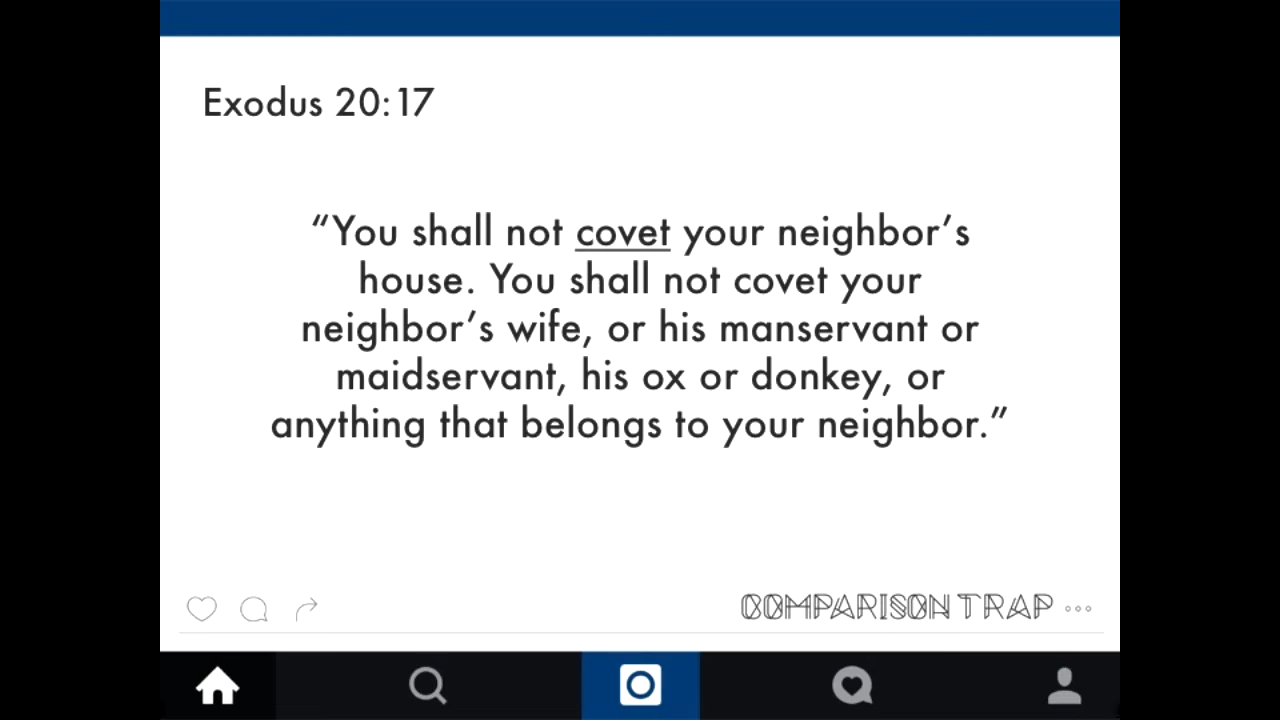 Exodus 20:17
“You shall not covet your neighbor’s
house. You shall not covet your
neighbor’s wife, or his manservant or
maidservant, his ox or donkey, or
anything that belongs to your neighbor.”
COMPARISON TRAP